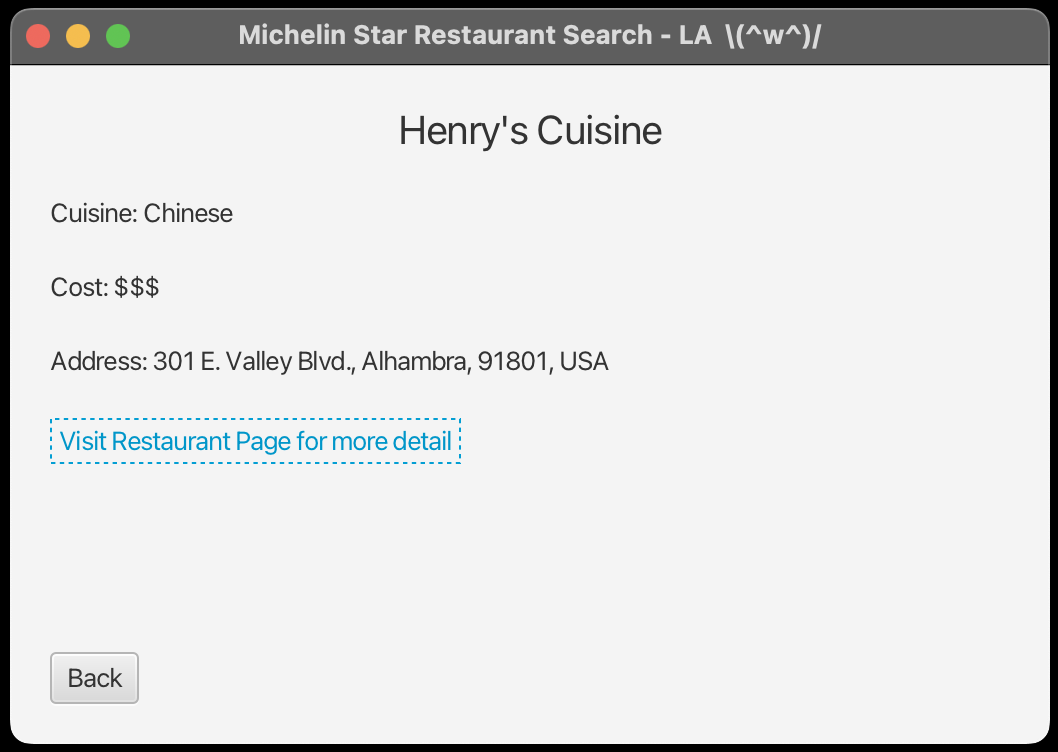 Michelin Star Restaurant Search - LA \(^w^)/
Henry's Cuisine
Cuisine: Chinese
Cost: $$$
Address: 301 E. Valley Blvd., Alhambra, 91801, USA
Visit Restaurant Page for more detail
Back